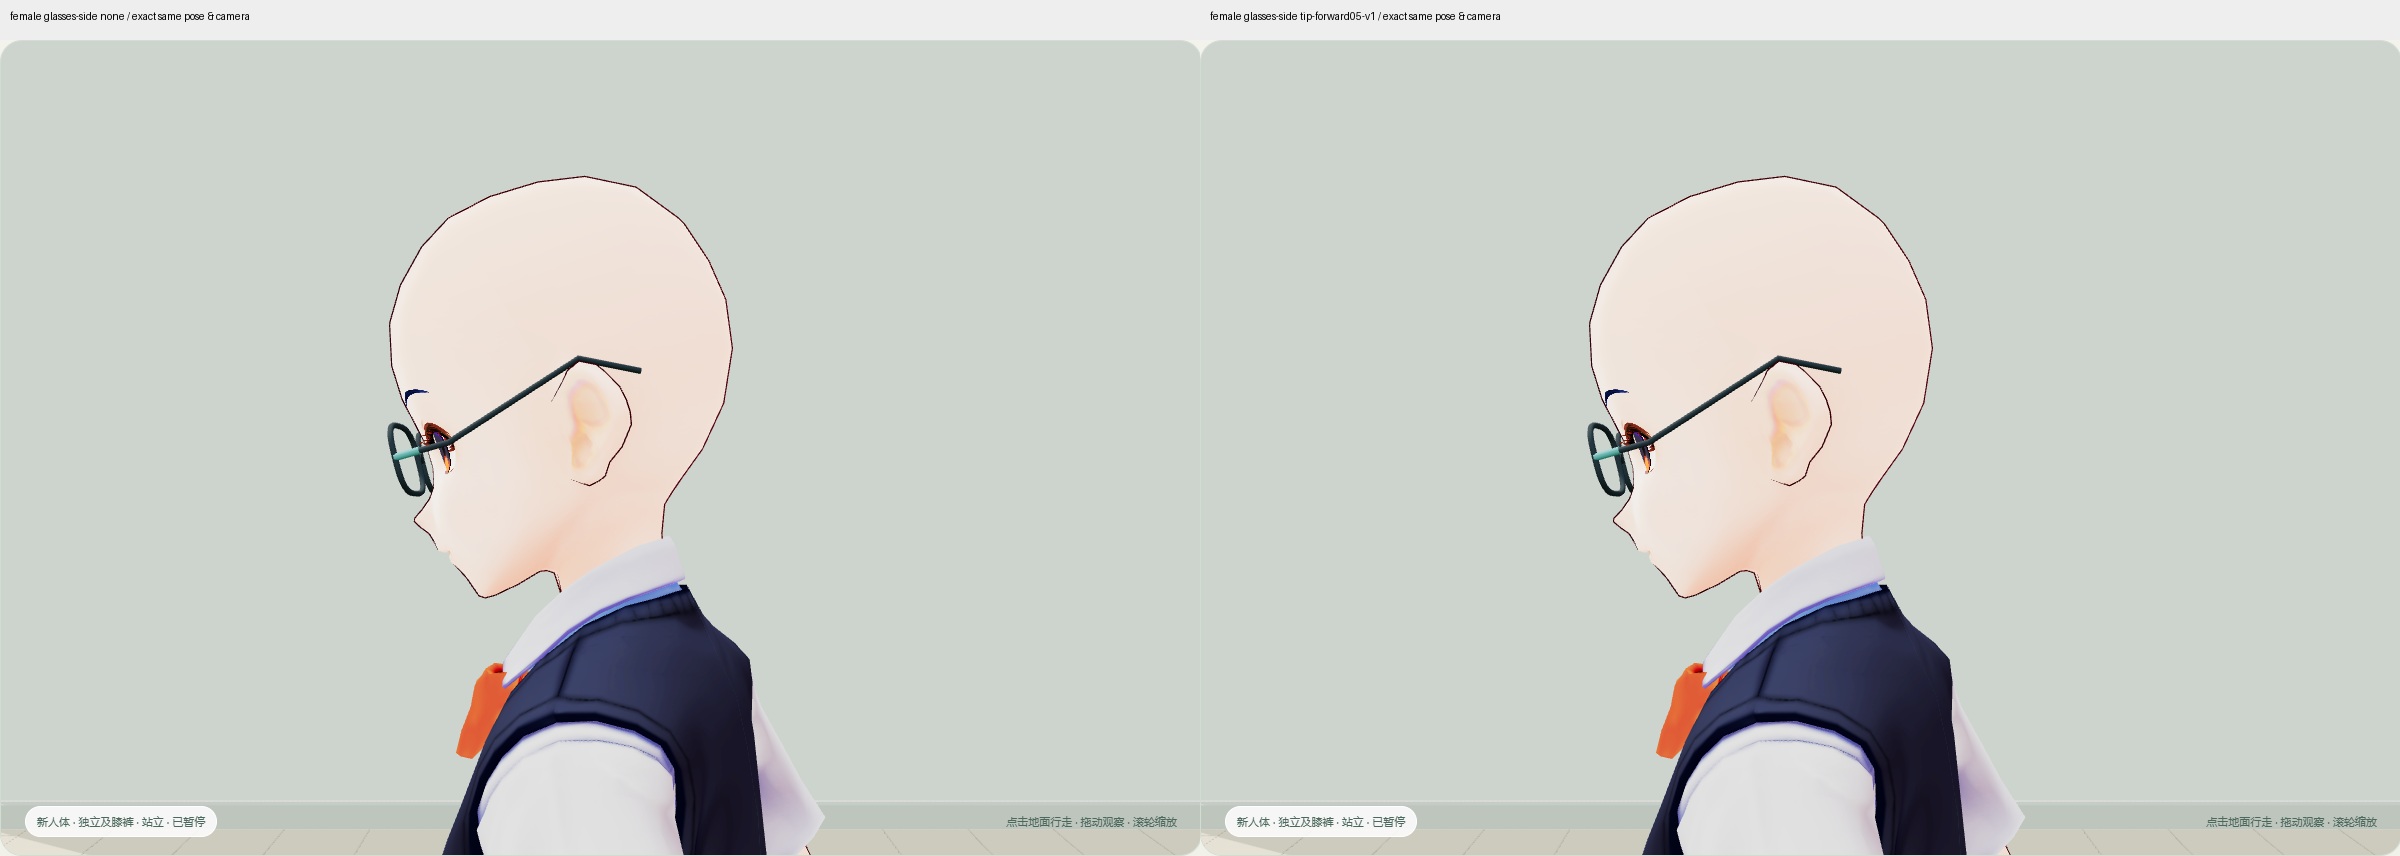 female glasses-side none / exact same pose & camera
female glasses-side tip-forward05-v1 / exact same pose & camera
新人体 · 独立及膝裤 · 站立 · 已暂停
点击地面行走 · 拖动观察 · 滚轮缩放
新人体 · 独立及膝裤 · 站立 · 已暂停
点击地面行走 · 拖动观察 · 滚轮缩放